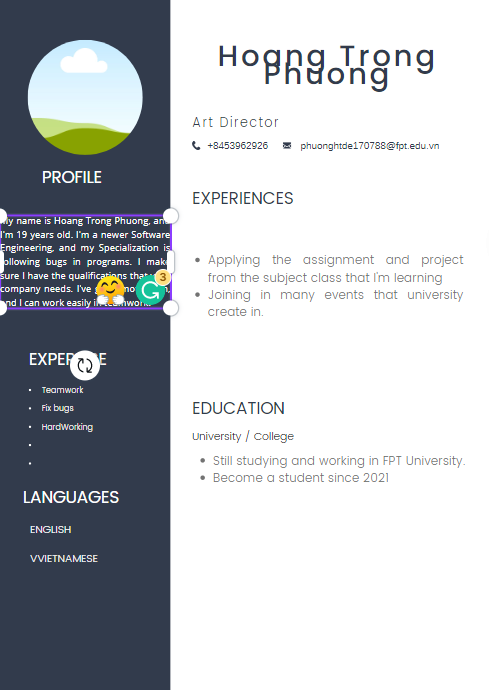 Hoang Trong
Phuong
Art Director
+8453962926 phuonghtde170788@fpt.edu.vn
PROFILE
my name is Hoang Trong Phuong, and
I'm 19 years old. I'm a newer Software
Engineering, and my Specialization is
following bugs in programs. I make
sure I have the qualifications
company needs. I've
and I can work easily in teamwork.
3
EXPERIENCES
Applying the assignment and project
from the subject class that I'm learning
Joining in many events that university
create in.
Teamwork
Fix bugs
HardWorking
EDUCATION
University / College
Still studying and working in FPT University.
Become a student since 2021
LANGUAGES
ENGLISH
VVIETNAMESE